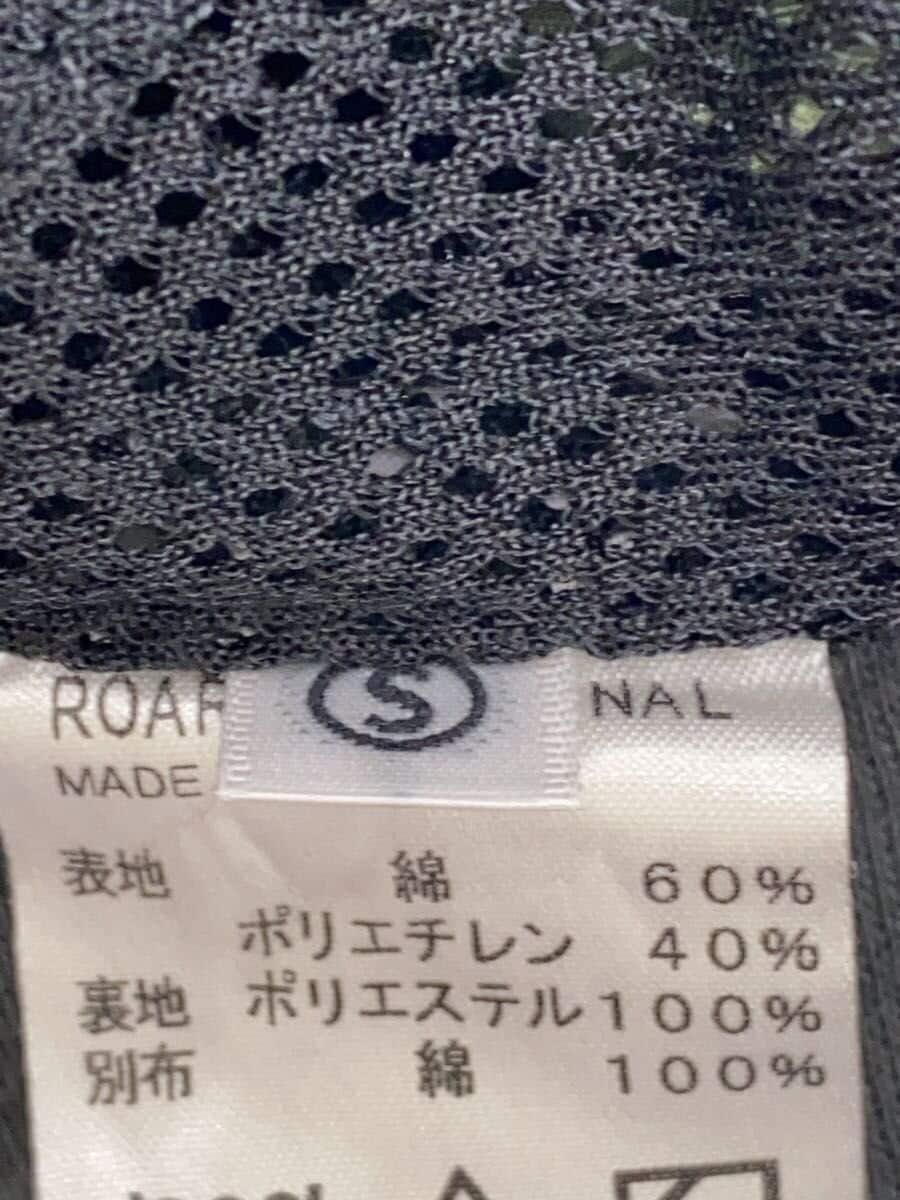 ROAR
S
NAL
MADE
表地 綿 60%
ポリエチレン 40%
裏地 ポリエステル 100%
別布 綿 100%